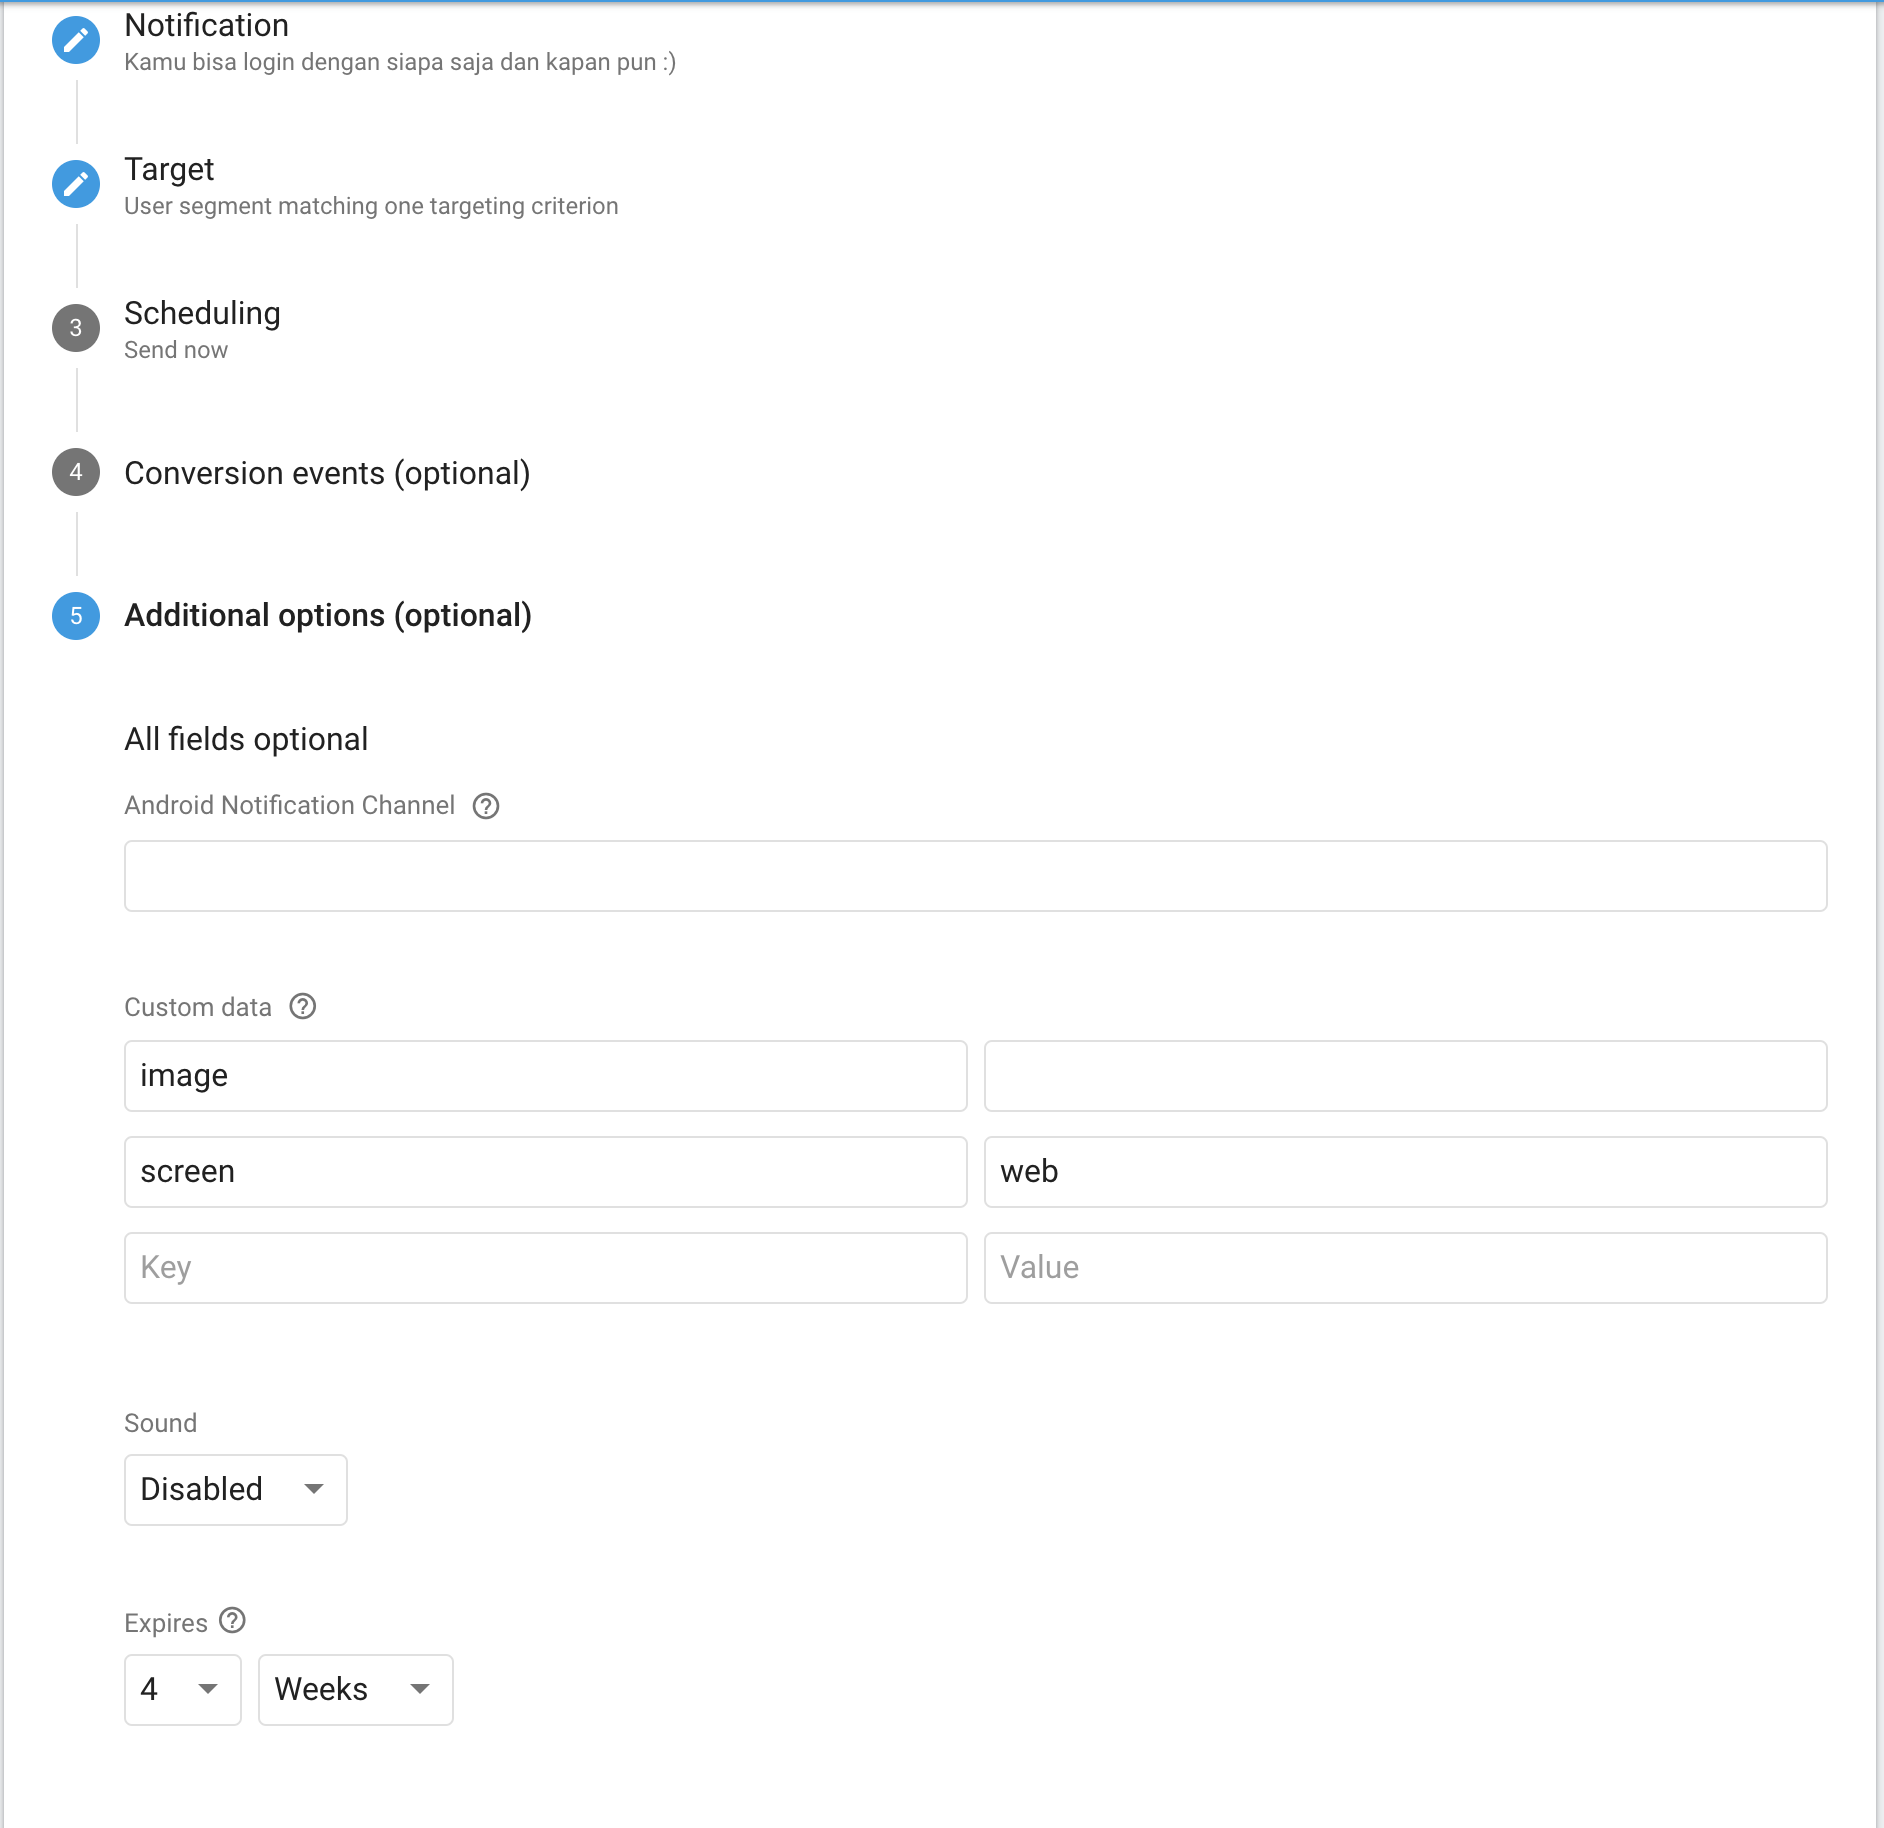 Notification
Kamu bisa login dengan siapa saja dan kapan pun :)
Target
User segment matching one targeting criterion
3
Scheduling
Send now
4
Conversion events (optional)
5
Additional options (optional)
All fields optional
Android Notification Channel ?
Custom data ?
image
screen web
Key Value
Sound
Disabled
Expires ?
4 Weeks